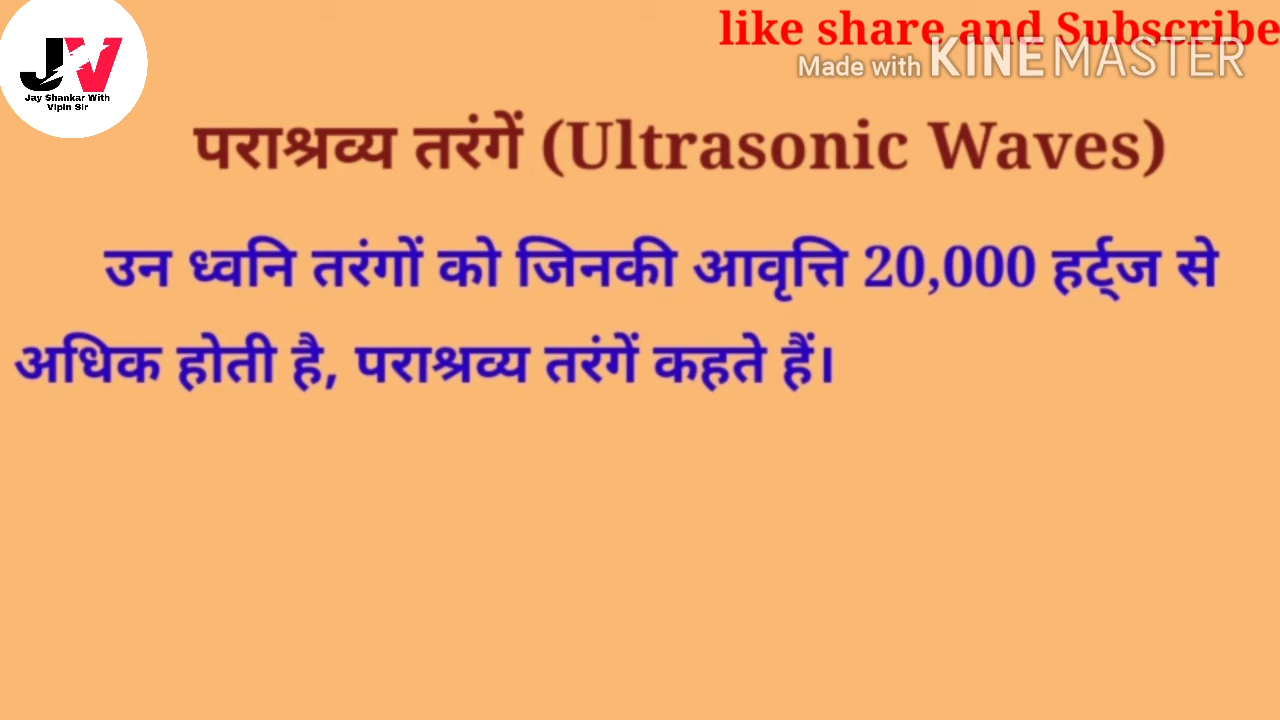 like share and Subscribe
Made with KINEMASTER
JV
Jay Shankar With
Vipin Sir
पराश्रव्य तरंगें (Ultrasonic Waves)
उन ध्वनि तरंगों को जिनकी आवृत्ति 20,000 हर्ट्ज से
अधिक होती है, पराश्रव्य तरंगें कहते हैं।